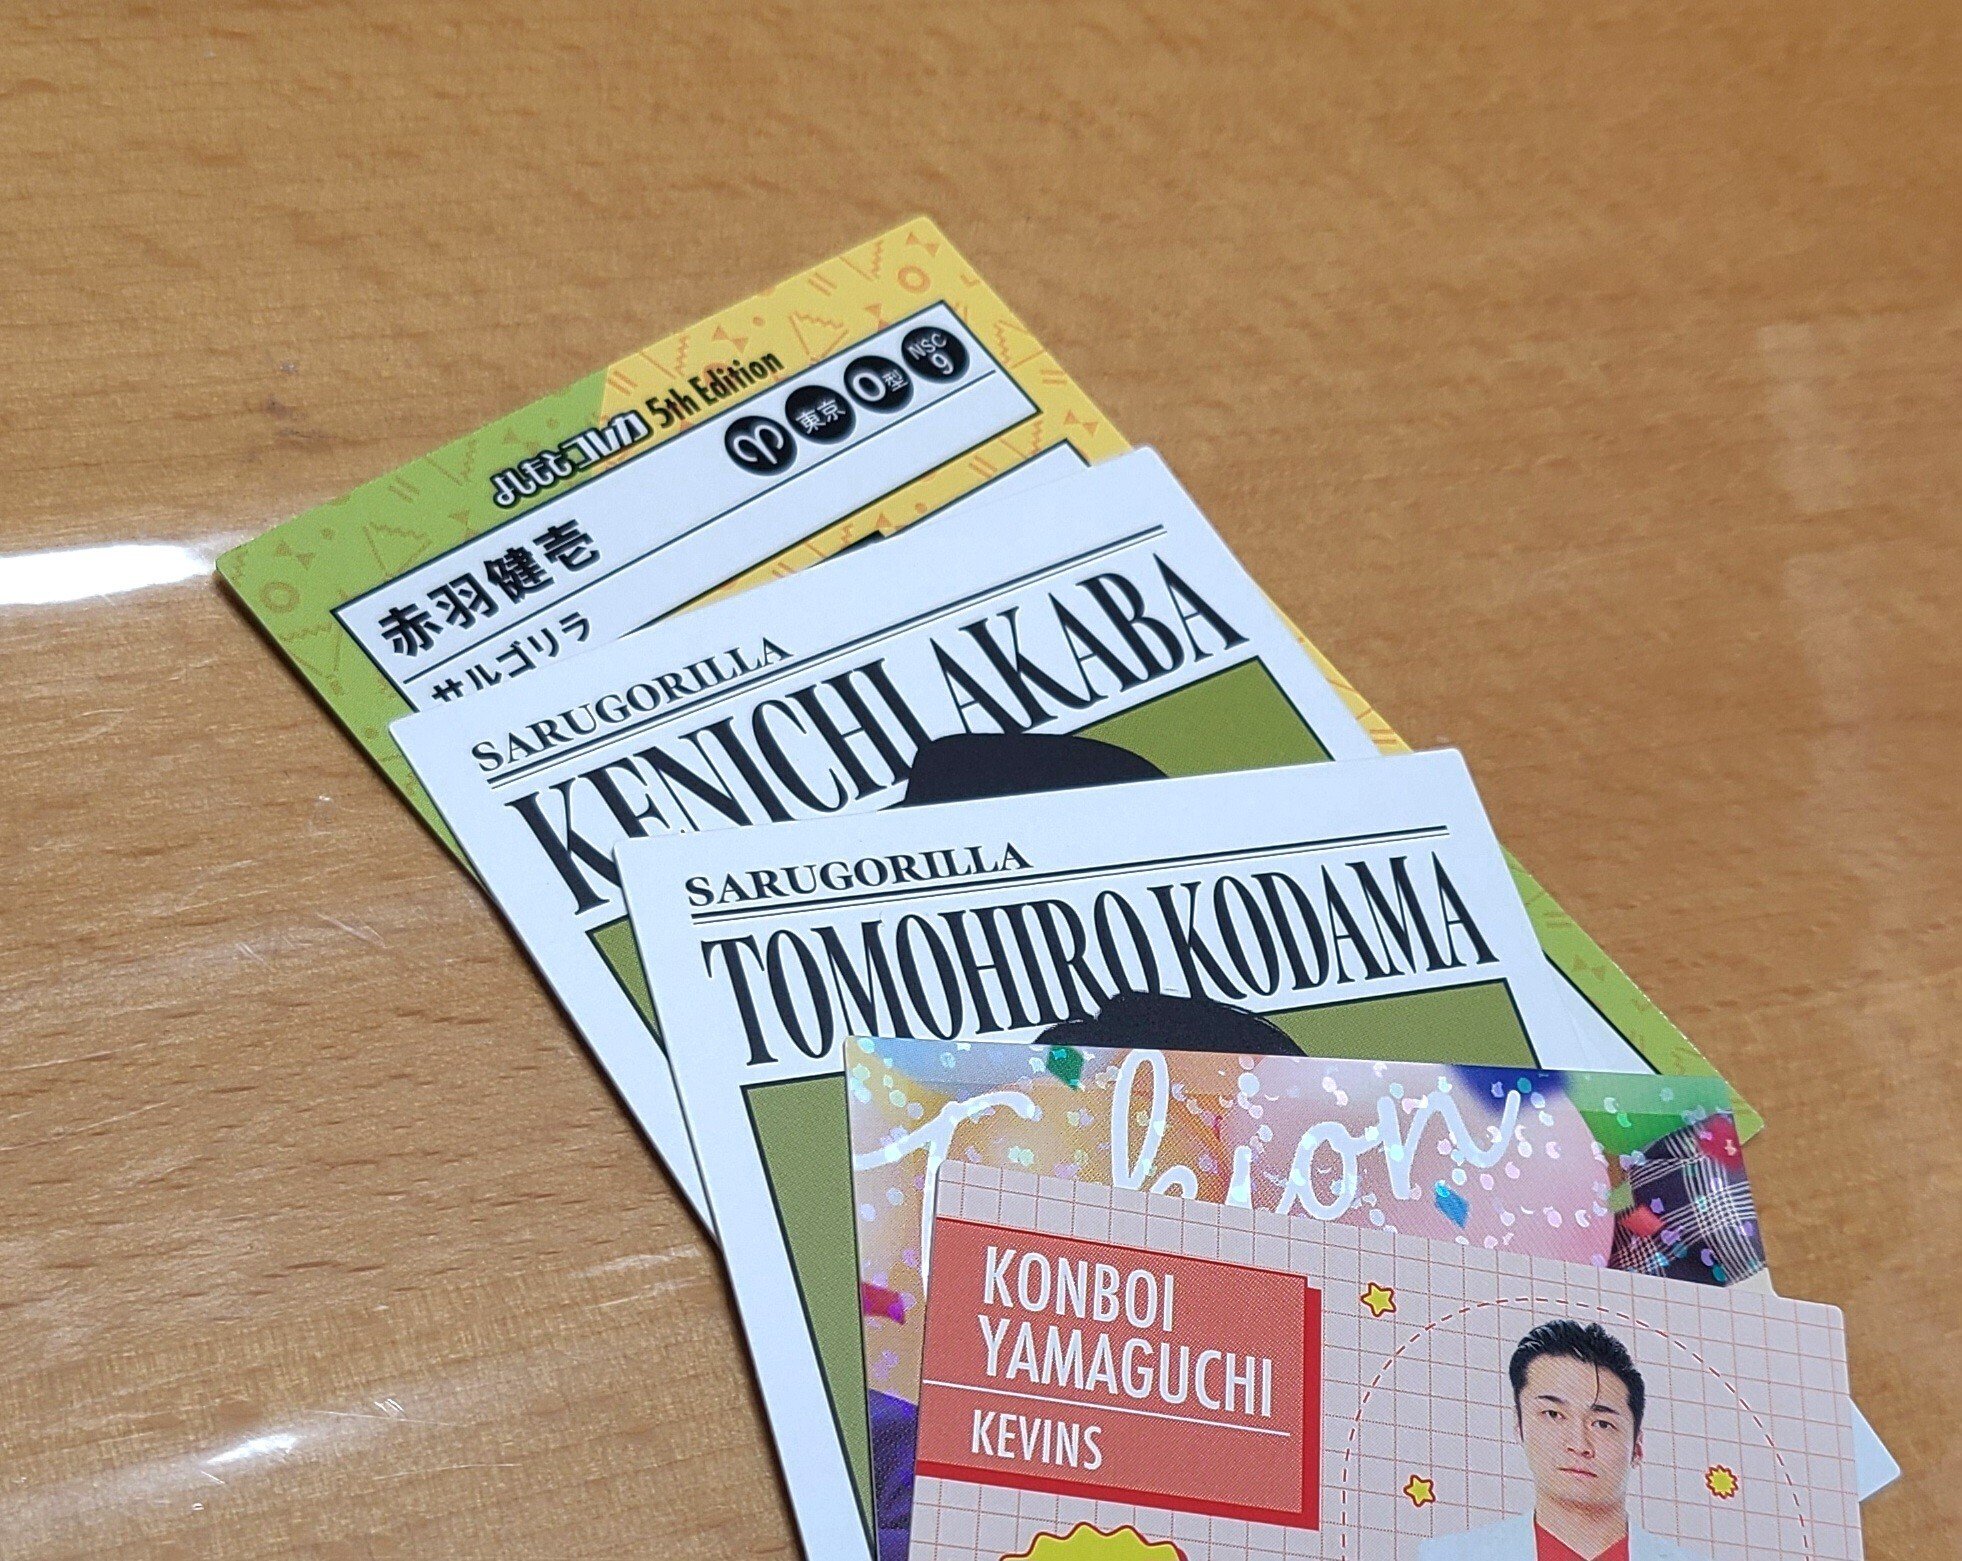 よしもとコレカ 5th Edition
♈ 東京 O型 NSC 9
赤羽健壱
サルゴリラ
SARUGORILLA
KENICHI AKABA
SARUGORILLA
TOMOHIRO KODAMA
KONBOI
YAMAGUCHI
KEVINS